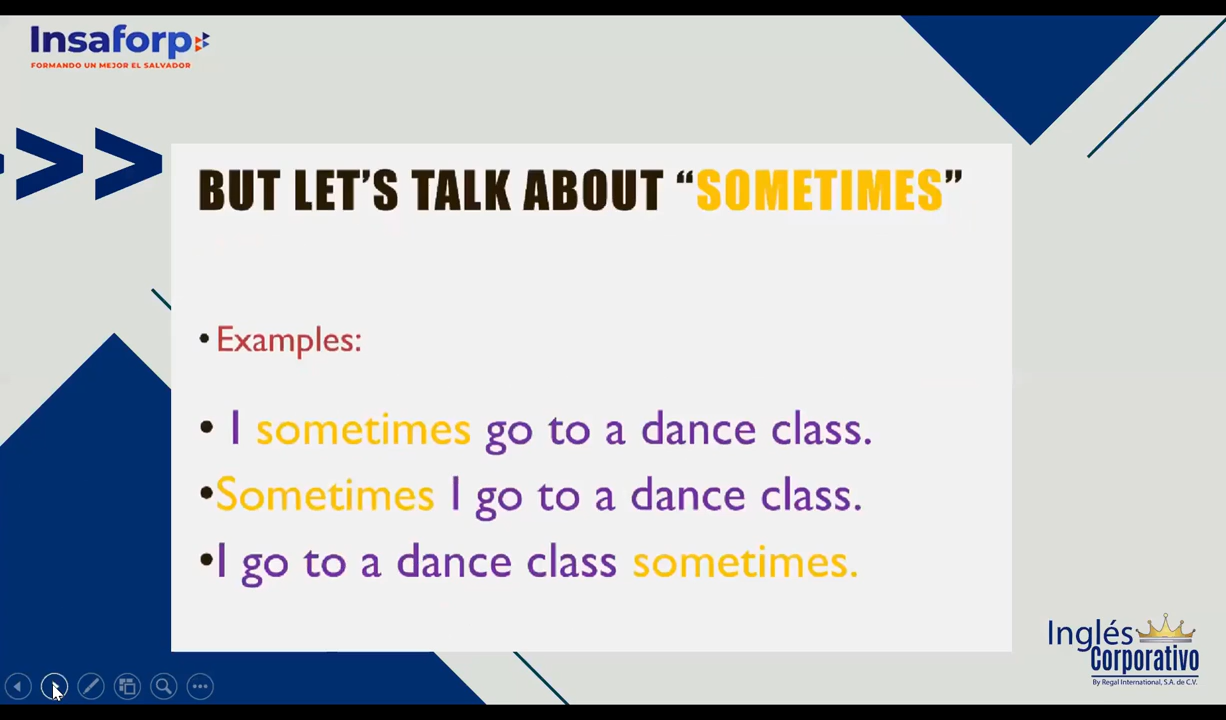 Insaforp
FORMANDO UN MEJOR EL SALVADOR
>>
BUT LET'S TALK ABOUT “SOMETIMES”
• Examples:
• I sometimes go to a dance class.
•Sometimes I go to a dance class.
•I go to a dance class sometimes.
Inglés
Corporativo
By Regal International, S.A. de C.V.